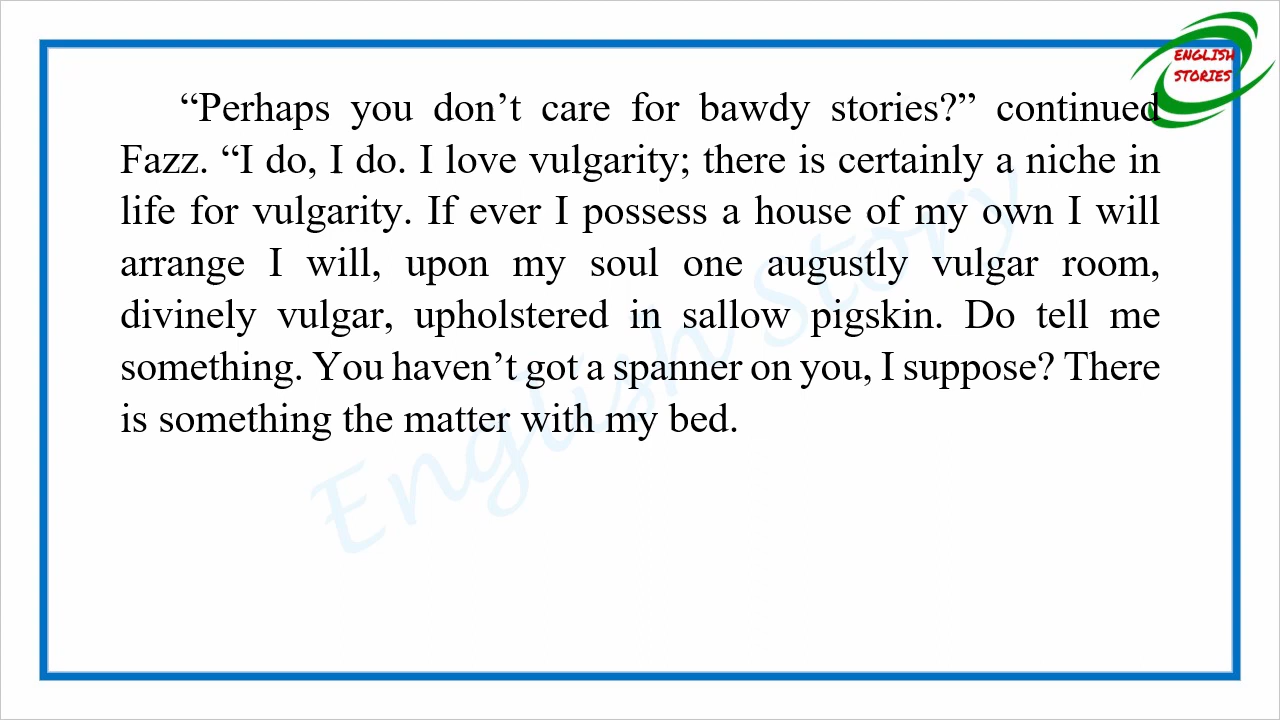 ENGLISH
STORIES
“Perhaps you don’t care for bawdy stories?” continued
Fazz. “I do, I do. I love vulgarity; there is certainly a niche in
life for vulgarity. If ever I possess a house of my own I will
arrange I will, upon my soul one augustly vulgar room,
divinely vulgar, upholstered in sallow pigskin. Do tell me
something. You haven’t got a spanner on you, I suppose? There
is something the matter with my bed.
English Story